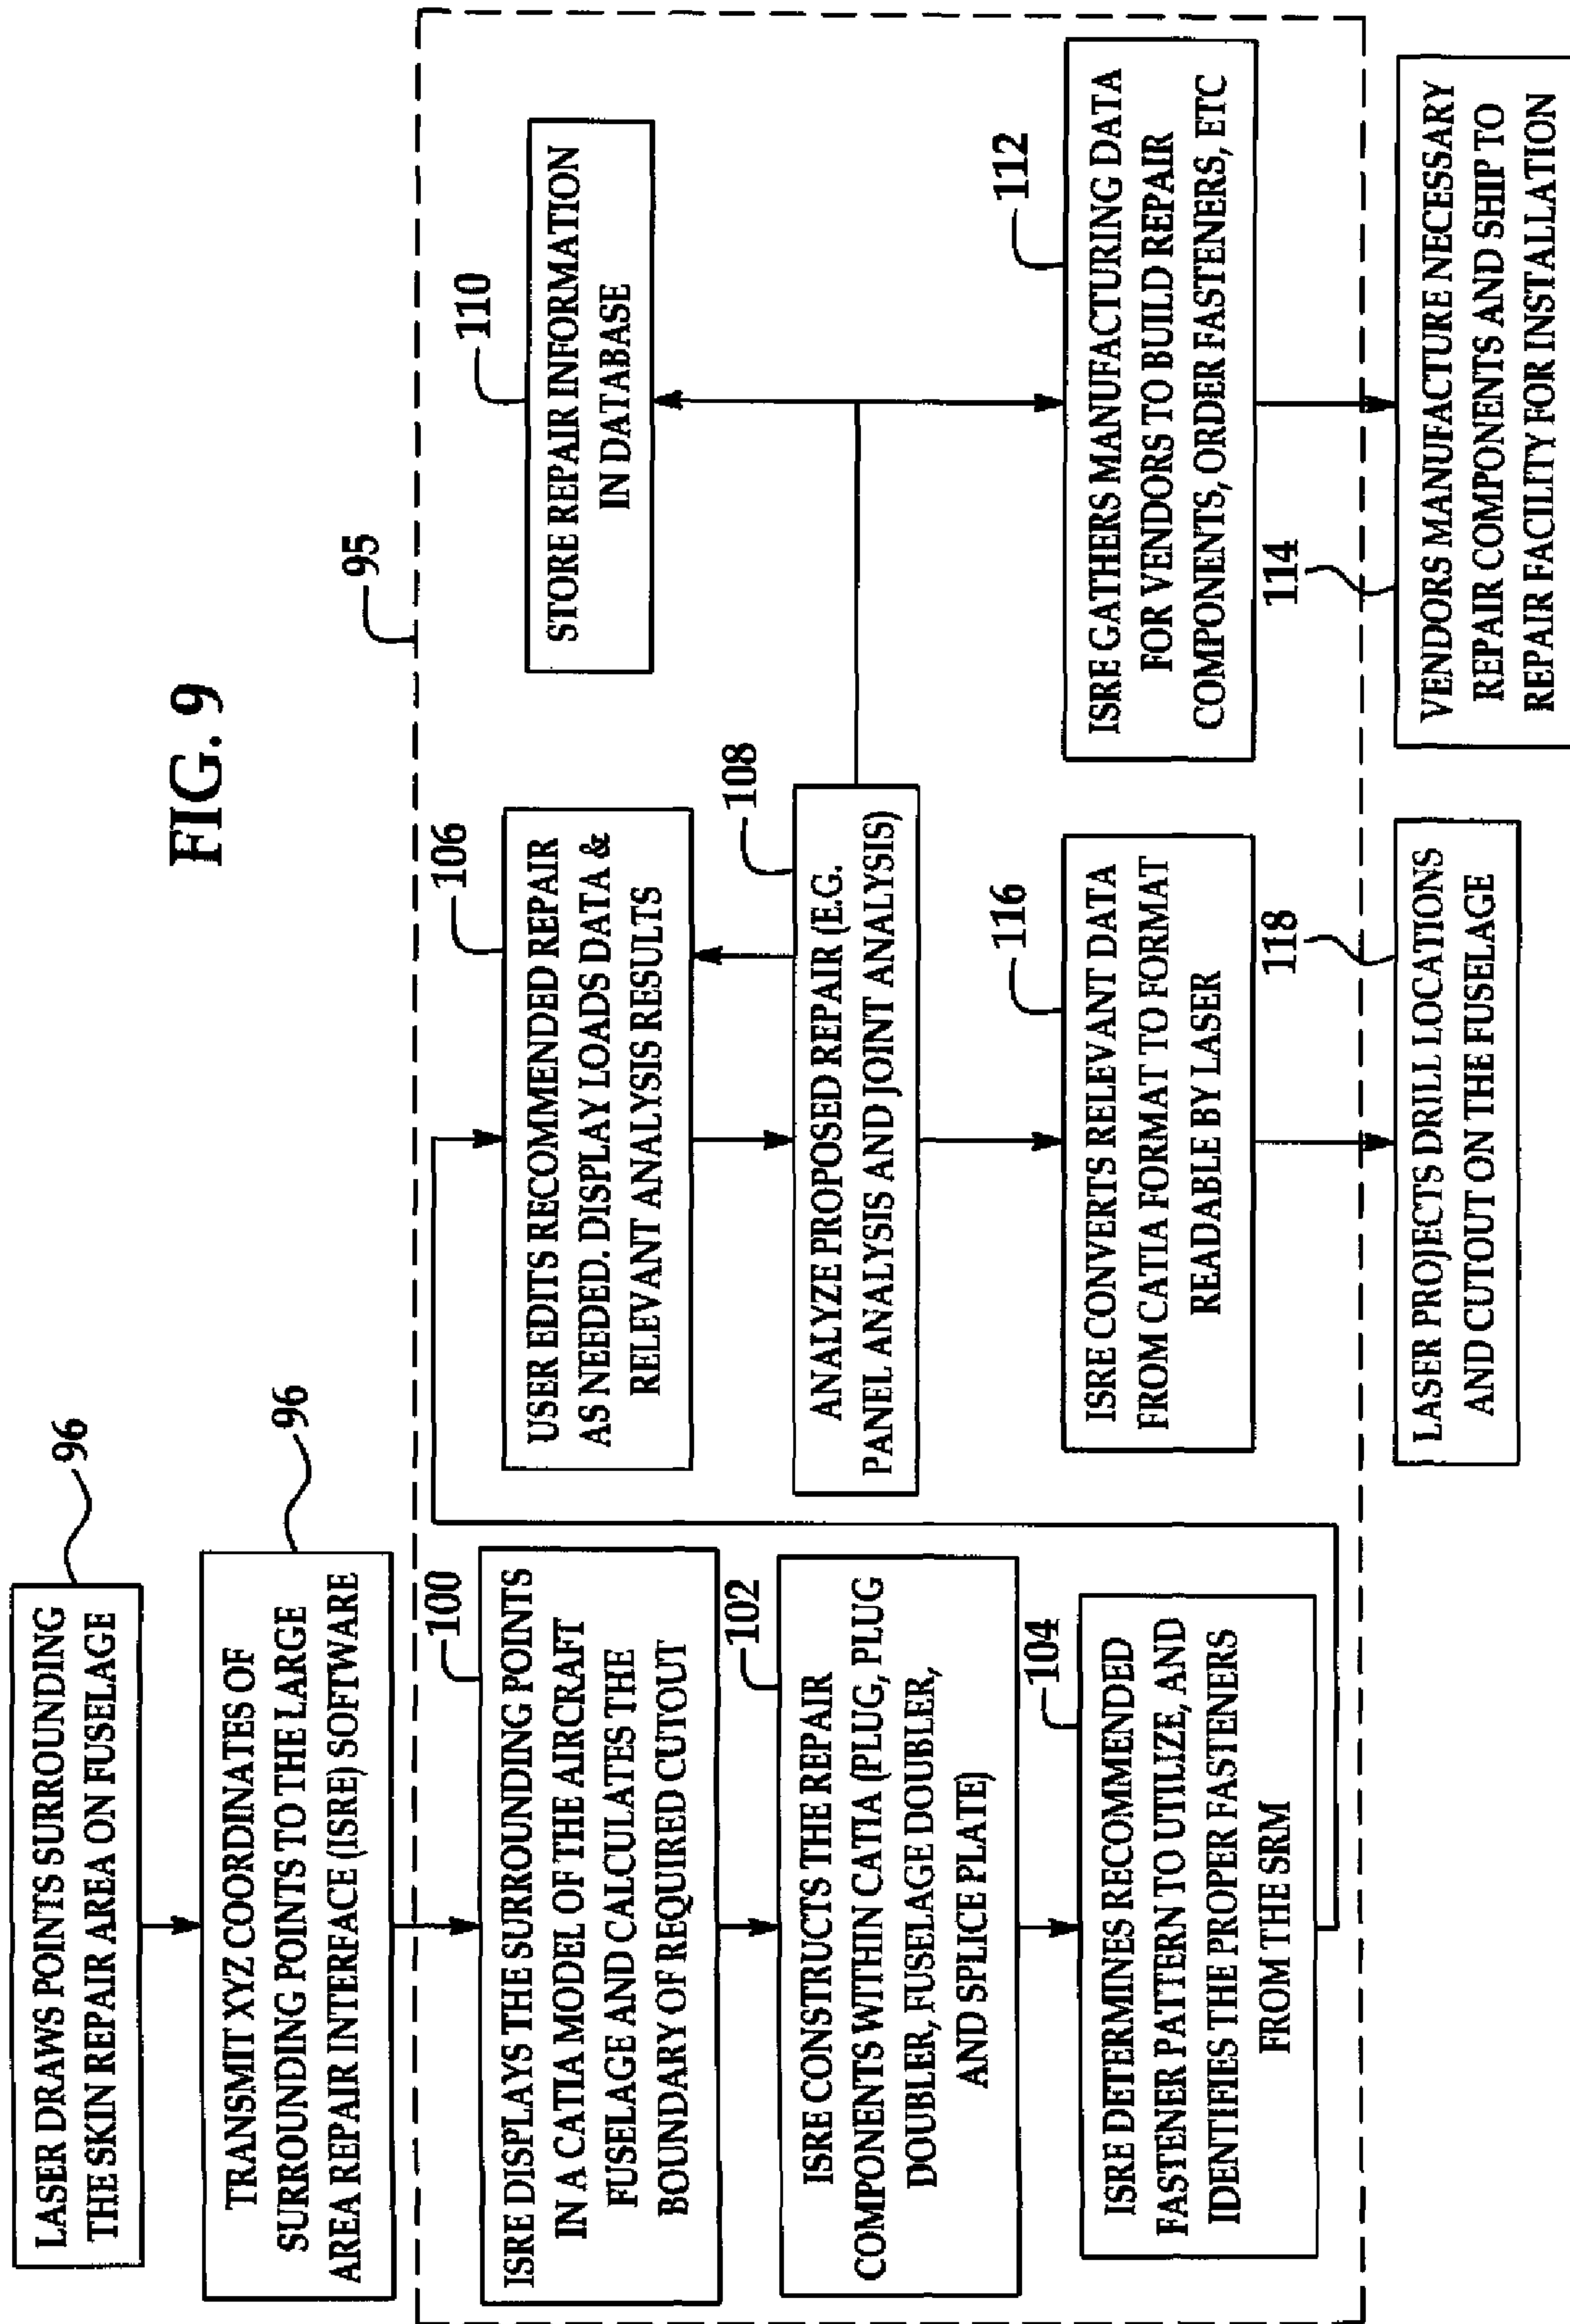 FIG. 9
95
LASER DRAWS POINTS SURROUNDING
THE SKIN REPAIR AREA ON FUSELAGE
96
TRANSMIT XYZ COORDINATES OF
SURROUNDING POINTS TO THE LARGE
AREA REPAIR INTERFACE (ISRE) SOFTWARE
96
100
ISRE DISPLAYS THE SURROUNDING POINTS
IN A CATIA MODEL OF THE AIRCRAFT
FUSELAGE AND CALCULATES THE
BOUNDARY OF REQUIRED CUTOUT
102
ISRE CONSTRUCTS THE REPAIR
COMPONENTS WITHIN CATIA (PLUG, PLUG
DOUBLER, FUSELAGE DOUBLER,
AND SPLICE PLATE)
104
ISRE DETERMINES RECOMMENDED
FASTENER PATTERN TO UTILIZE, AND
IDENTIFIES THE PROPER FASTENERS
FROM THE SRM
106
USER EDITS RECOMMENDED REPAIR
AS NEEDED. DISPLAY LOADS DATA &
RELEVANT ANALYSIS RESULTS
108
ANALYZE PROPOSED REPAIR (E.G.
PANEL ANALYSIS AND JOINT ANALYSIS)
116
ISRE CONVERTS RELEVANT DATA
FROM CATIA FORMAT TO FORMAT
READABLE BY LASER
118
LASER PROJECTS DRILL LOCATIONS
AND CUTOUT ON THE FUSELAGE
110
STORE REPAIR INFORMATION
IN DATABASE
112
ISRE GATHERS MANUFACTURING DATA
FOR VENDORS TO BUILD REPAIR
COMPONENTS, ORDER FASTENERS, ETC
114
VENDORS MANUFACTURE NECESSARY
REPAIR COMPONENTS AND SHIP TO
REPAIR FACILITY FOR INSTALLATION